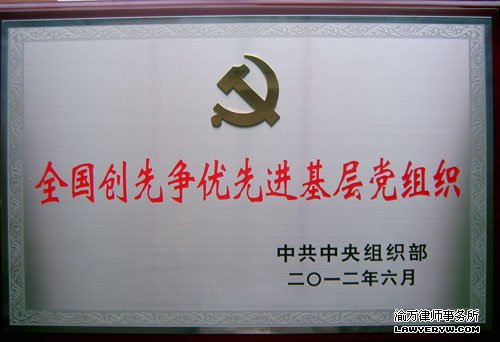 全国创先争优先进基层党组织
中共中央组织部
二〇一二年六月
渝万律师事务所
LAWERYW.COM